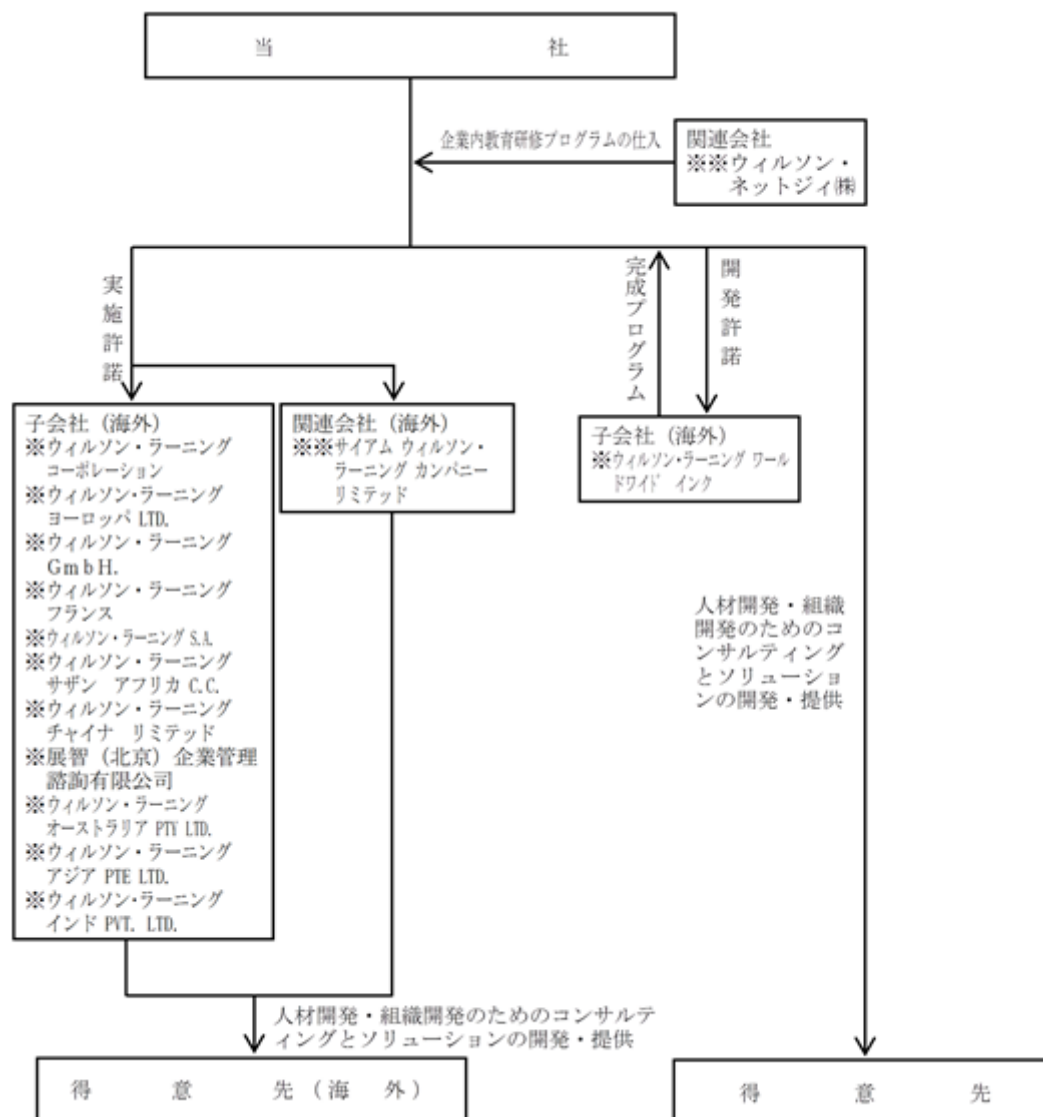 当 社
企業内教育研修プログラムの仕入
関連会社
※※ウィルソン・
ネットジィ㈱
実施許諾
完成プログラム
開発許諾
子会社（海外）
※ウィルソン・ラーニング
コーポレーション
※ウィルソン・ラーニング
ヨーロッパ LTD.
※ウィルソン・ラーニング
GmbH.
※ウィルソン・ラーニング
フランス
※ウィルソン・ラーニング S.A.
※ウィルソン・ラーニング
サザン アフリカ C.C.
※ウィルソン・ラーニング
チャイナ リミテッド
※展智（北京）企業管理
諮詢有限公司
※ウィルソン・ラーニング
オーストラリア PTY LTD.
※ウィルソン・ラーニング
アジア PTE LTD.
※ウィルソン・ラーニング
インド PVT. LTD.
関連会社（海外）
※※サイアム ウィルソン・
ラーニング カンパニー
リミテッド
子会社（海外）
※ウィルソン・ラーニング ワール
ドワイド インク
人材開発・組織
開発のためのコ
ンサルティング
とソリューショ
ンの開発・提供
人材開発・組織開発のためのコンサルテ
ィングとソリューションの開発・提供
得 意 先（海 外）
得 意 先